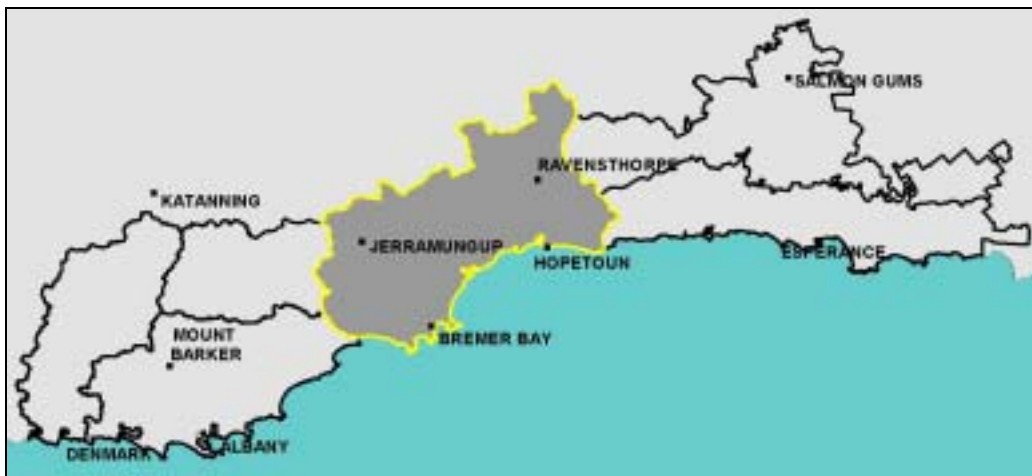 SALMON GUMS
RAVENSTHORPE
KATANNING
JERRAMUNGUP
HOPETOUN
ESPERANCE
MOUNT
BARKER
BREMER BAY
DENMARK
ALBANY